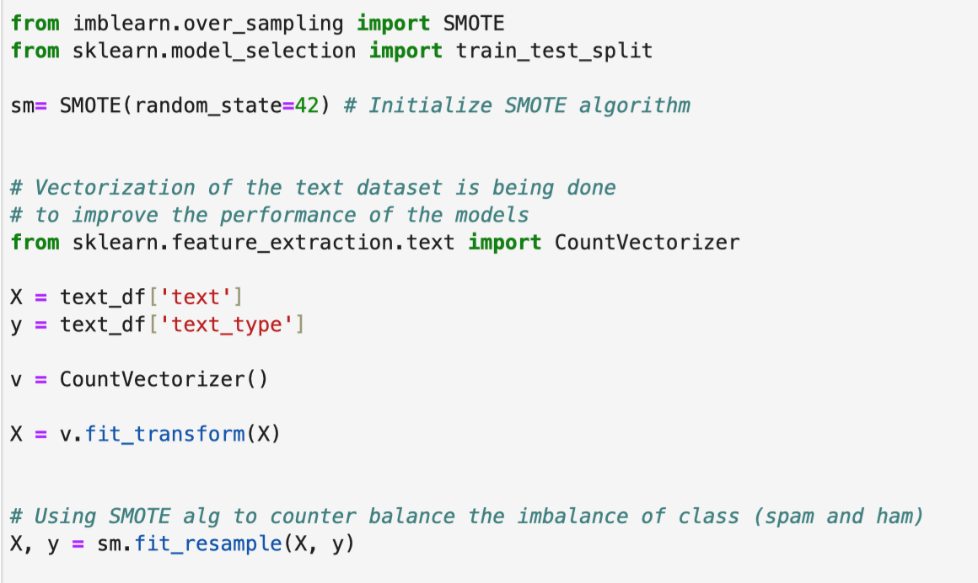 from imblearn.over_sampling import SMOTE
from sklearn.model_selection import train_test_split
sm= SMOTE(random_state=42) # Initialize SMOTE algorithm
# Vectorization of the text dataset is being done
# to improve the performance of the models
from sklearn.feature_extraction.text import CountVectorizer
X = text_df['text']
y = text_df['text_type']
v = CountVectorizer()
X = v.fit_transform(X)
# Using SMOTE alg to counter balance the imbalance of class (spam and ham)
X, y = sm.fit_resample(X, y)